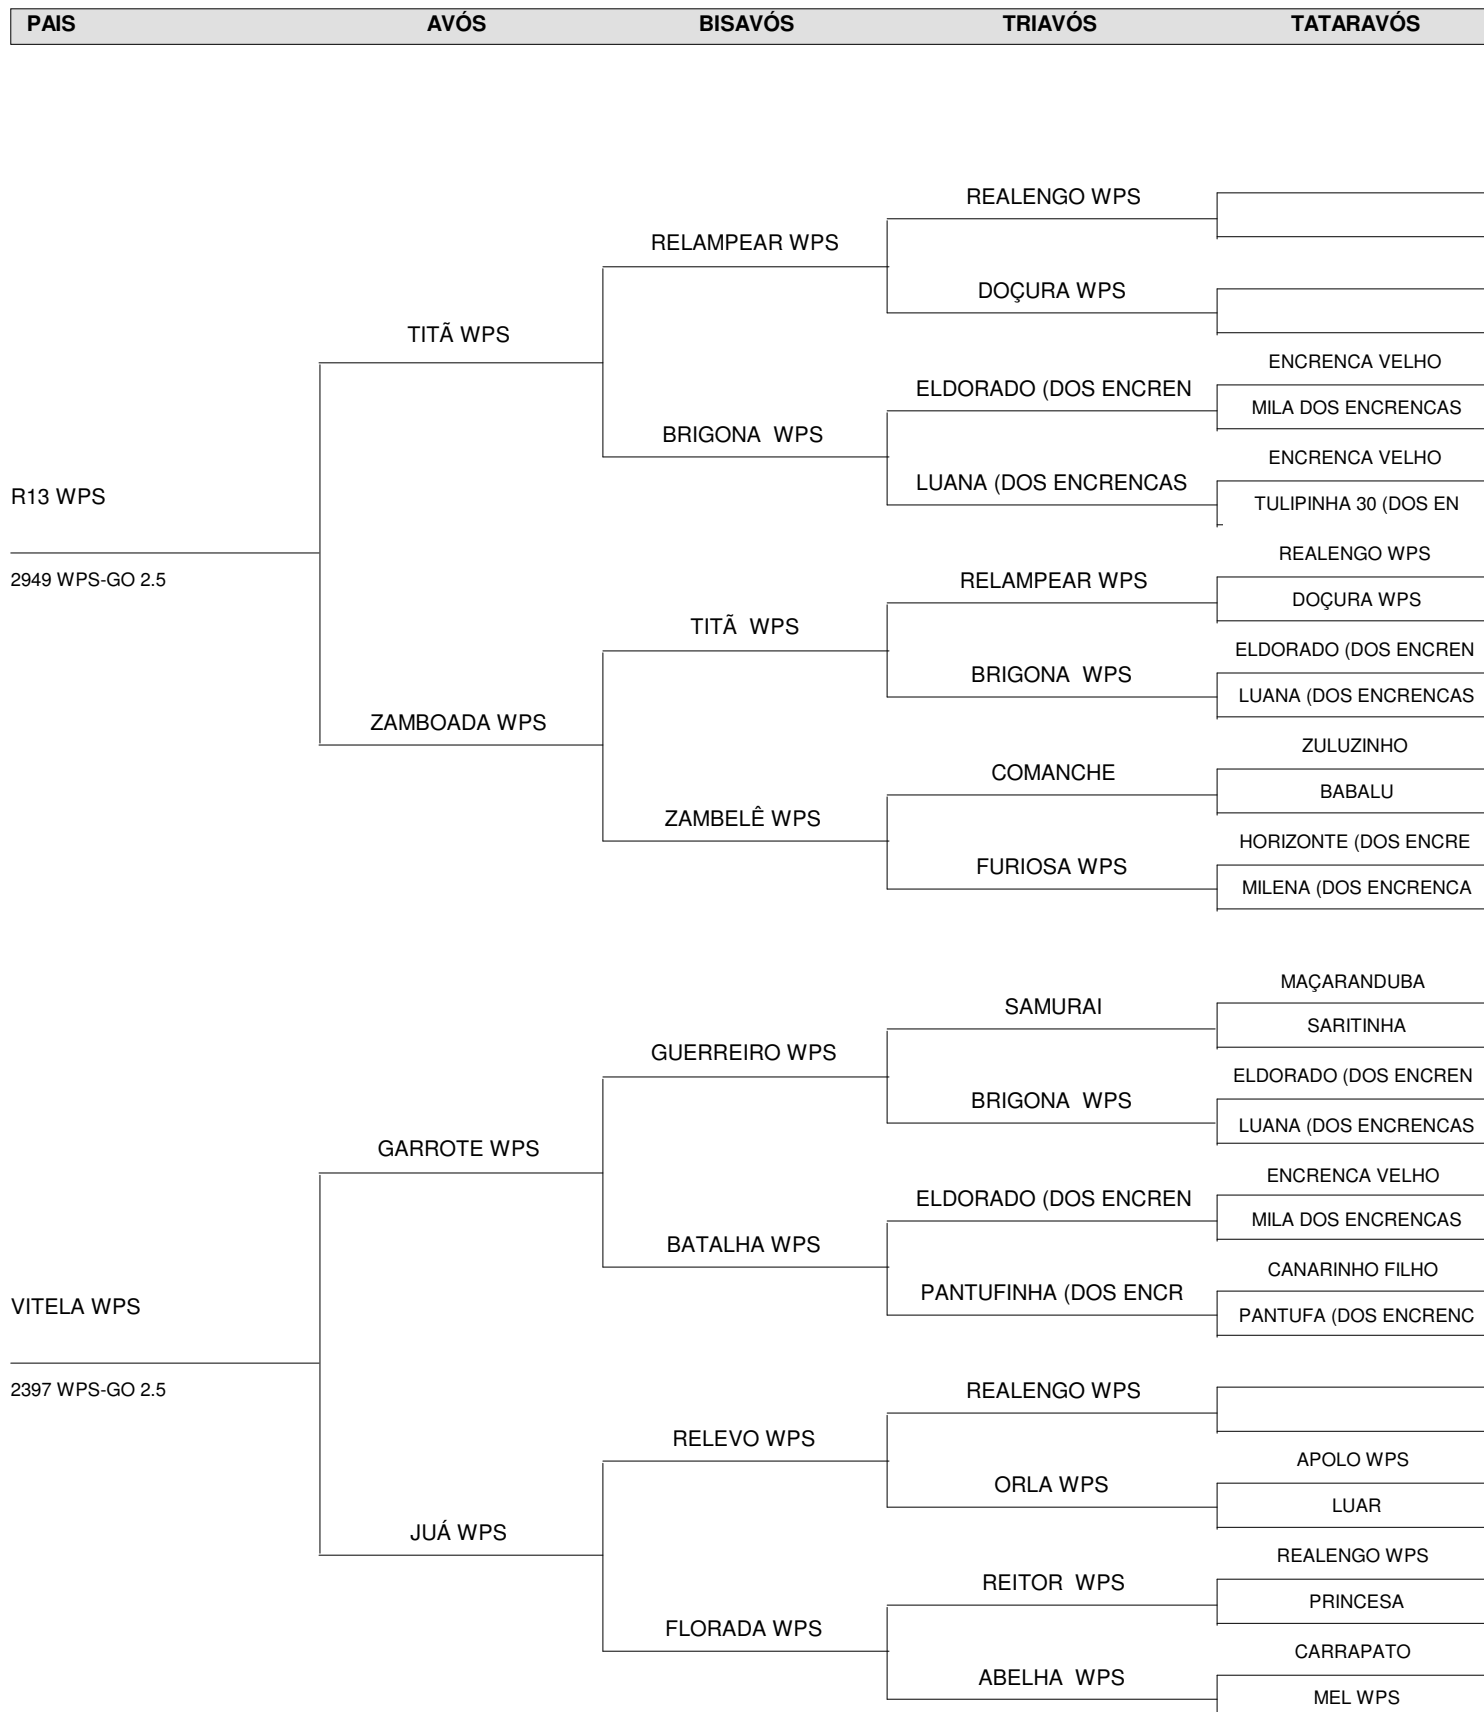 PAIS AVÓS BISAVÓS TRIAVÓS TATARAVÓS
REALENGO WPS
RELAMPEAR WPS
DOÇURA WPS
TITÃ WPS
ENCRENCA VELHO
ELDORADO (DOS ENCREN
MILA DOS ENCRENCAS
BRIGONA WPS
ENCRENCA VELHO
LUANA (DOS ENCRENCAS
R13 WPS
TULIPINHA 30 (DOS EN
REALENGO WPS
2949 WPS-GO 2.5
RELAMPEAR WPS
DOÇURA WPS
TITÃ WPS
ELDORADO (DOS ENCREN
BRIGONA WPS
LUANA (DOS ENCRENCAS
ZAMBOADA WPS
ZULUZINHO
COMANCHE
BABALU
ZAMBELÊ WPS
HORIZONTE (DOS ENCRE
FURIOSA WPS
MILENA (DOS ENCRENCA
MAÇARANDUBA
SAMURAI
SARITINHA
GUERREIRO WPS
ELDORADO (DOS ENCREN
BRIGONA WPS
LUANA (DOS ENCRENCAS
GARROTE WPS
ENCRENCA VELHO
ELDORADO (DOS ENCREN
MILA DOS ENCRENCAS
BATALHA WPS
CANARINHO FILHO
PANTUFINHA (DOS ENCR
VITELA WPS
PANTUFA (DOS ENCRENC
2397 WPS-GO 2.5
REALENGO WPS
RELEVO WPS
APOLO WPS
ORLA WPS
LUAR
JUÁ WPS
REALENGO WPS
REITOR WPS
PRINCESA
FLORADA WPS
CARRAPATO
ABELHA WPS
MEL WPS